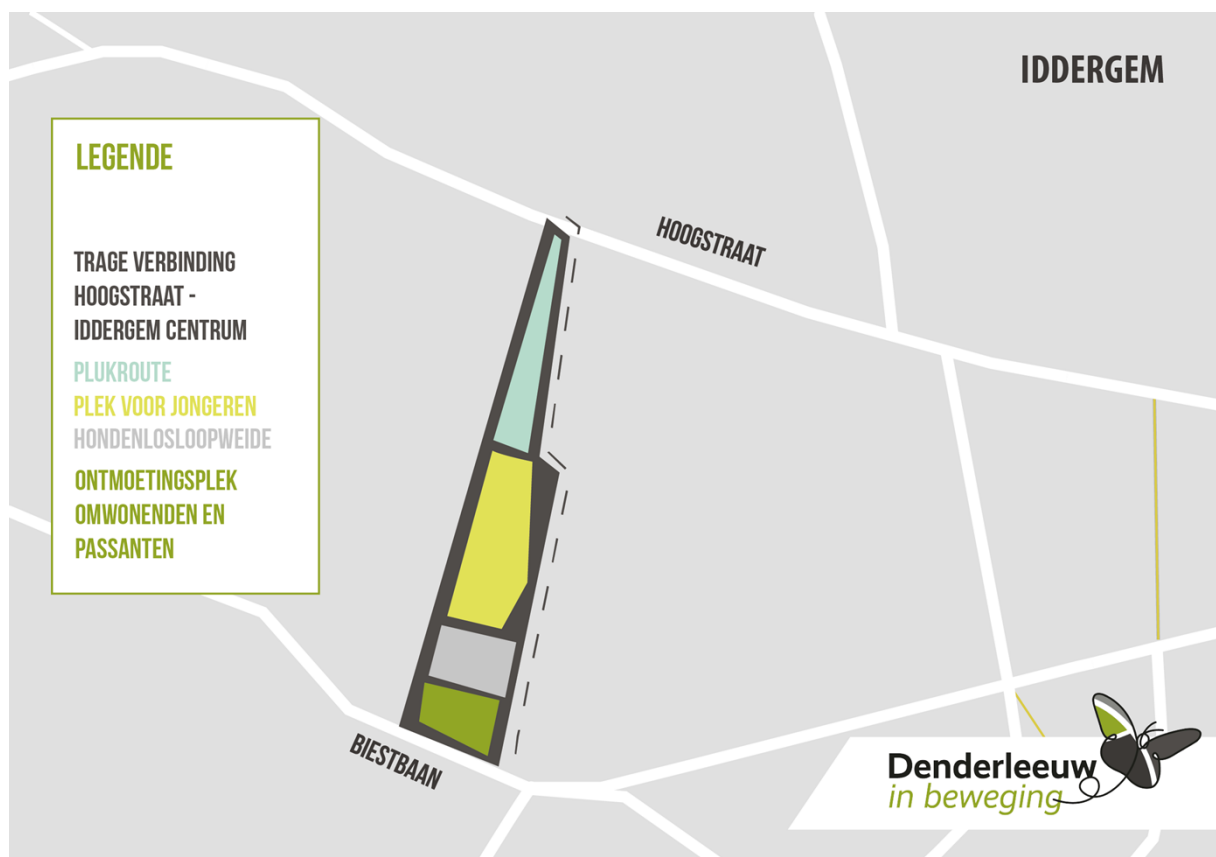 IDDERGEM
LEGENDE
TRAGE VERBINDING
HOOGSTRAAT -
IDDERGEM CENTRUM
PLUKROUTE
PLEK VOOR JONGEREN
HONDENLOSLOOPWEIDE
ONTMOETINGSPLEK
OMWONENDEN EN
PASSANTEN
HOOGSTRAAT
BIESTBAAN
Denderleeuw
in beweging